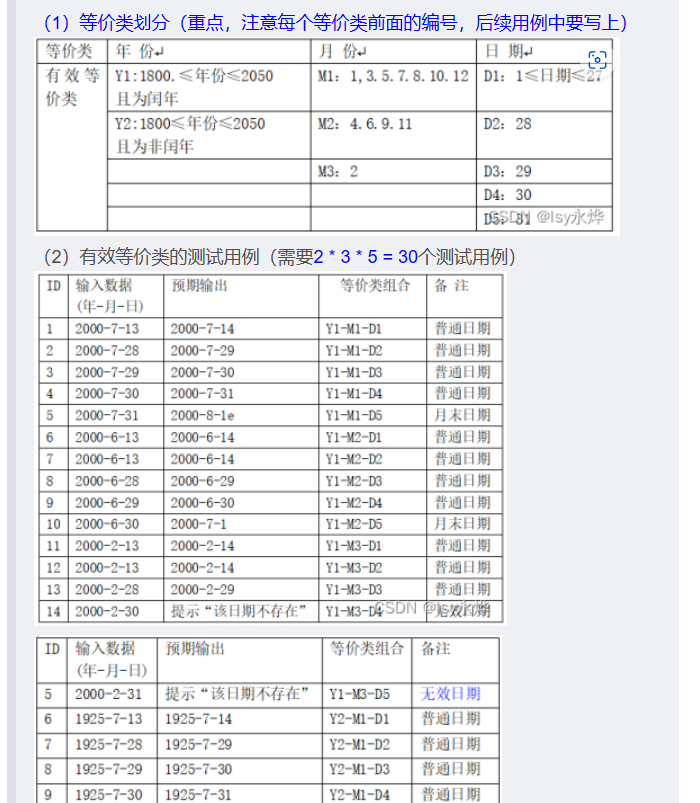 （1）等价类划分（重点，注意每个等价类前面的编号，后续用例中要写上）
等价类 年 份↵ 月 份↵ 日 期↵
有效等价类 Y1:1800.≤年份≤2050 且为闰年 M1: 1,3.5.7.8.10.12 D1: 1≤日期≤27
Y2:1800≤年份≤2050 且为非闰年 M2: 4.6.9.11 D2: 28
M3: 2 D3: 29
D4: 30
D5: 31
CSDN @lsy永烨
（2）有效等价类的测试用例（需要2 * 3 * 5 = 30个测试用例）
ID 输入数据 (年-月-日) 预期输出 等价类组合 备 注
1 2000-7-13 2000-7-14 Y1-M1-D1 普通日期
2 2000-7-28 2000-7-29 Y1-M1-D2 普通日期
3 2000-7-29 2000-7-30 Y1-M1-D3 普通日期
4 2000-7-30 2000-7-31 Y1-M1-D4 普通日期
5 2000-7-31 2000-8-1e Y1-M1-D5 月末日期
6 2000-6-13 2000-6-14 Y1-M2-D1 普通日期
7 2000-6-13 2000-6-14 Y1-M2-D2 普通日期
8 2000-6-28 2000-6-29 Y1-M2-D3 普通日期
9 2000-6-29 2000-6-30 Y1-M2-D4 普通日期
10 2000-6-30 2000-7-1 Y1-M2-D5 月末日期
11 2000-2-13 2000-2-14 Y1-M3-D1 普通日期
12 2000-2-13 2000-2-14 Y1-M3-D2 普通日期
13 2000-2-28 2000-2-29 Y1-M3-D3 普通日期
14 2000-2-30 提示“该日期不存在” Y1-M3-D4 无效日期
CSDN @lsy永烨
ID 输入数据 (年-月-日) 预期输出 等价类组合 备注
5 2000-2-31 提示“该日期不存在” Y1-M3-D5 无效日期
6 1925-7-13 1925-7-14 Y2-M1-D1 普通日期
7 1925-7-28 1925-7-29 Y2-M1-D2 普通日期
8 1925-7-29 1925-7-30 Y2-M1-D3 普通日期
9 1925-7-30 1925-7-31 Y2-M1-D4 普通日期